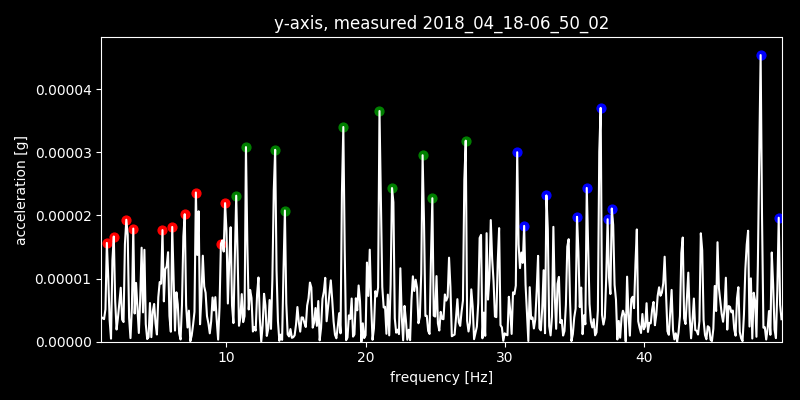 y-axis, measured 2018_04_18-06_50_02
0.00004
0.00003
0.00002
0.00001
0.00000
acceleration [g]
10 20 30 40
frequency [Hz]